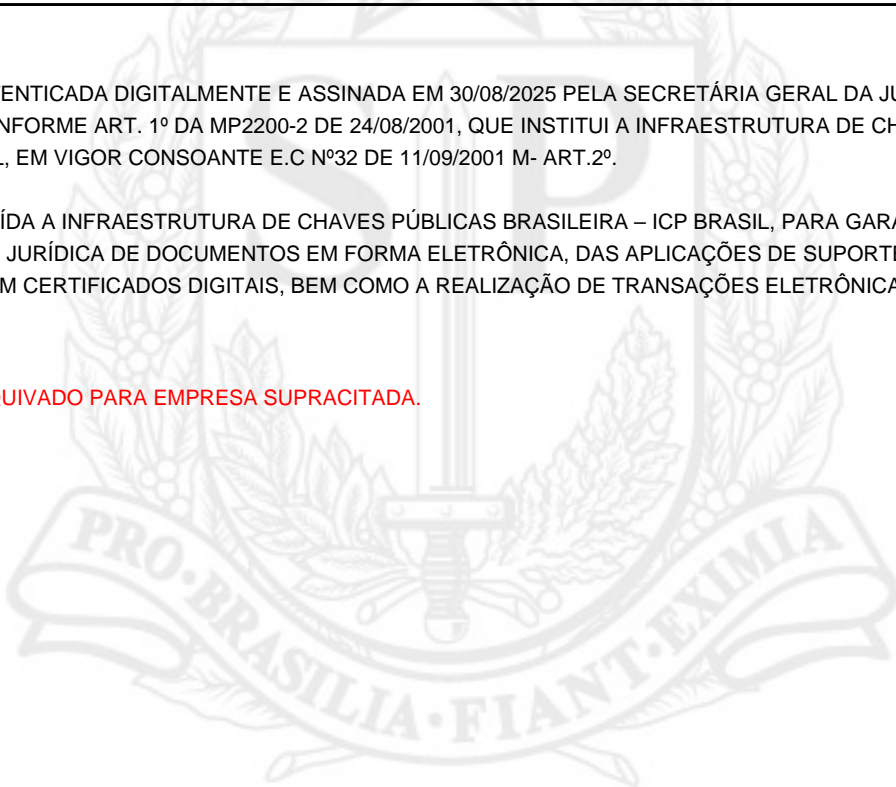 ENTICADA DIGITALMENTE E ASSINADA EM 30/08/2025 PELA SECRETÁRIA GERAL DA JU
NFORME ART. 1º DA MP2200-2 DE 24/08/2001, QUE INSTITUI A INFRAESTRUTURA DE CH
L, EM VIGOR CONSOANTE E.C Nº32 DE 11/09/2001 M- ART.2º.
ÍDA A INFRAESTRUTURA DE CHAVES PÚBLICAS BRASILEIRA – ICP BRASIL, PARA GARA
JURÍDICA DE DOCUMENTOS EM FORMA ELETRÔNICA, DAS APLICAÇÕES DE SUPORTE
M CERTIFICADOS DIGITAIS, BEM COMO A REALIZAÇÃO DE TRANSAÇÕES ELETRÔNICA
UIVADO PARA EMPRESA SUPRACITADA.
SP
PRO·BRASILIA·FIANT·EXIMIA